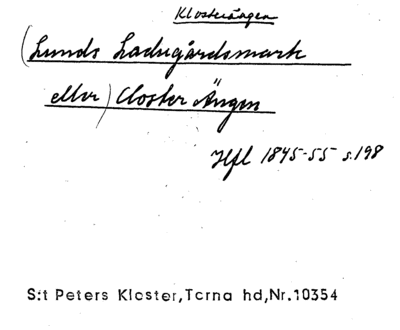 Klosterängen
(Lunds Ladugårdsmark
eller) Closter Ängen
Hfl 1845-55 s.198
S:t Peters Kloster, Torna hd, Nr.10354